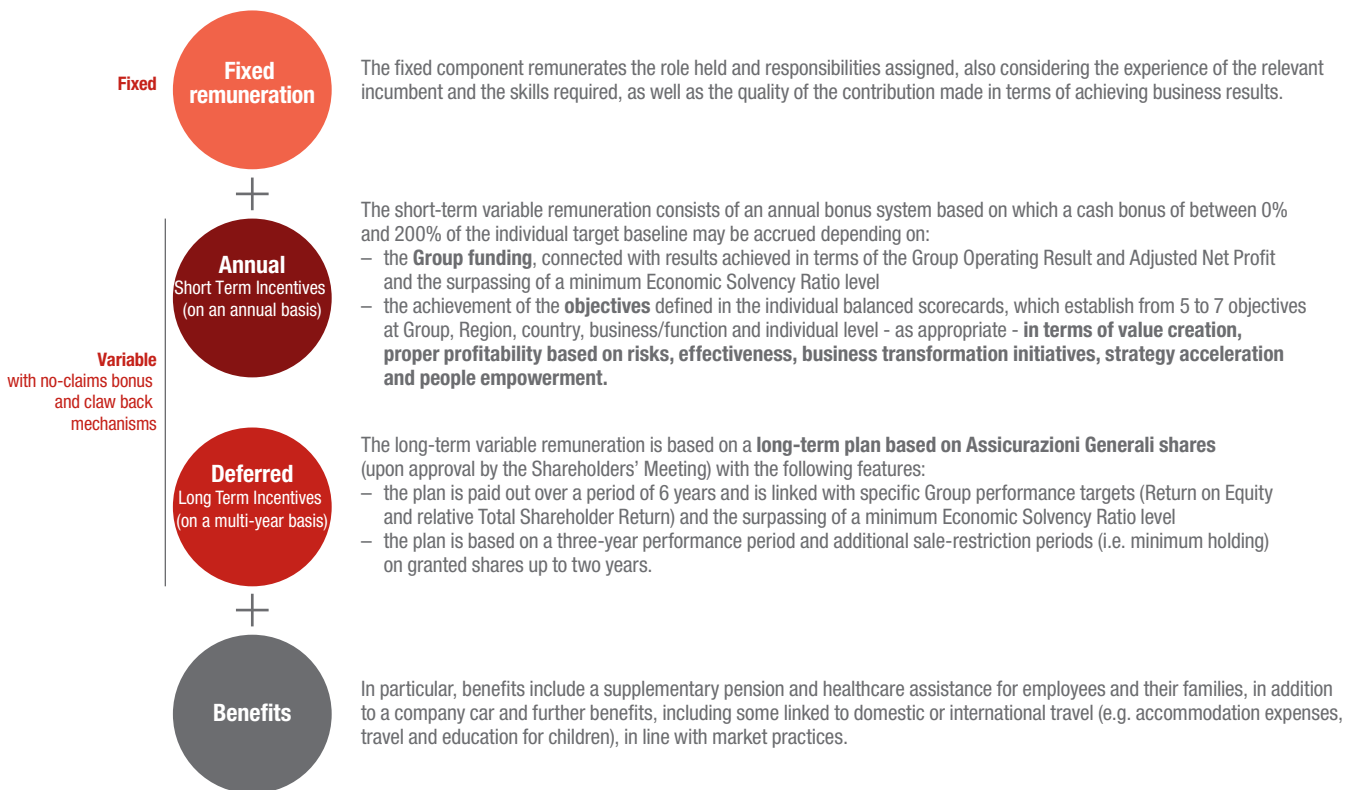 Fixed
Fixed
remuneration
The fixed component remunerates the role held and responsibilities assigned, also considering the experience of the relevant
incumbent and the skills required, as well as the quality of the contribution made in terms of achieving business results.
Variable
with no-claims bonus
and claw back
mechanisms
Annual
Short Term Incentives
(on an annual basis)
The short-term variable remuneration consists of an annual bonus system based on which a cash bonus of between 0%
and 200% of the individual target baseline may be accrued depending on:
– the Group funding, connected with results achieved in terms of the Group Operating Result and Adjusted Net Profit
and the surpassing of a minimum Economic Solvency Ratio level
– the achievement of the objectives defined in the individual balanced scorecards, which establish from 5 to 7 objectives
at Group, Region, country, business/function and individual level - as appropriate - in terms of value creation,
proper profitability based on risks, effectiveness, business transformation initiatives, strategy acceleration
and people empowerment.
Deferred
Long Term Incentives
(on a multi-year basis)
The long-term variable remuneration is based on a long-term plan based on Assicurazioni Generali shares
(upon approval by the Shareholders' Meeting) with the following features:
– the plan is paid out over a period of 6 years and is linked with specific Group performance targets (Return on Equity
and relative Total Shareholder Return) and the surpassing of a minimum Economic Solvency Ratio level
– the plan is based on a three-year performance period and additional sale-restriction periods (i.e. minimum holding)
on granted shares up to two years.
Benefits
In particular, benefits include a supplementary pension and healthcare assistance for employees and their families, in addition
to a company car and further benefits, including some linked to domestic or international travel (e.g. accommodation expenses,
travel and education for children), in line with market practices.